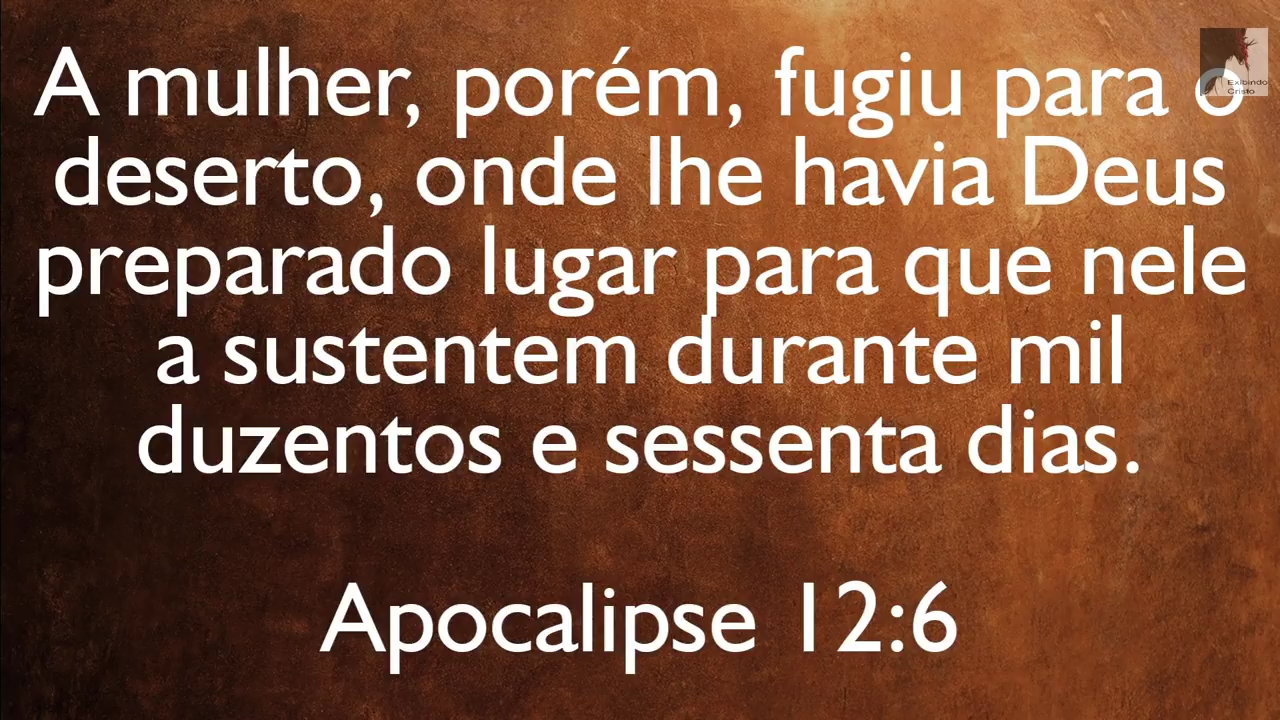 A mulher, porém, fugiu para o
deserto, onde lhe havia Deus
preparado lugar para que nele
a sustentem durante mil
duzentos e sessenta dias.
Apocalipse 12:6
Exibindo
Cristo